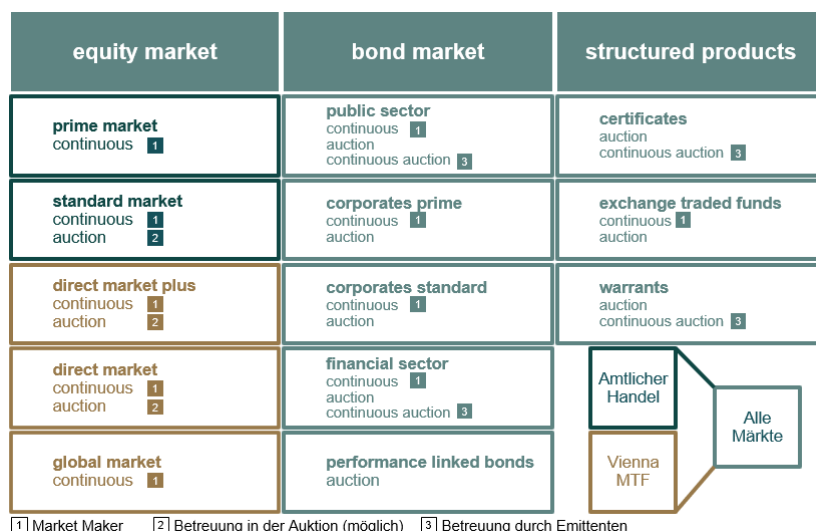 equity market
bond market
structured products
prime market
continuous 1
public sector
continuous 1
auction
continuous auction 3
certificates
auction
continuous auction 3
standard market
continuous 1
auction 2
corporates prime
continuous 1
auction
exchange traded funds
continuous 1
auction
direct market plus
continuous 1
auction 2
corporates standard
continuous 1
auction
warrants
auction
continuous auction 3
direct market
continuous 1
auction 2
financial sector
continuous 1
auction
continuous auction 3
Amtlicher
Handel
Alle
Märkte
global market
continuous 1
performance linked bonds
auction
Vienna
MTF
1 Market Maker 2 Betreuung in der Auktion (möglich) 3 Betreuung durch Emittenten